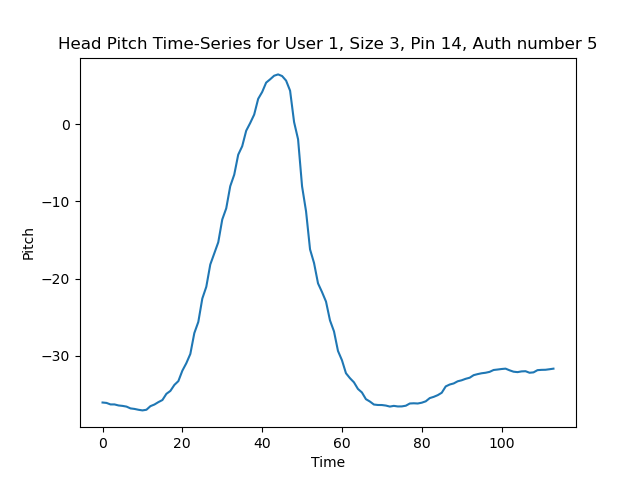 Head Pitch Time-Series for User 1, Size 3, Pin 14, Auth number 5
0
−10
−20
−30
Pitch
0 20 40 60 80 100
Time